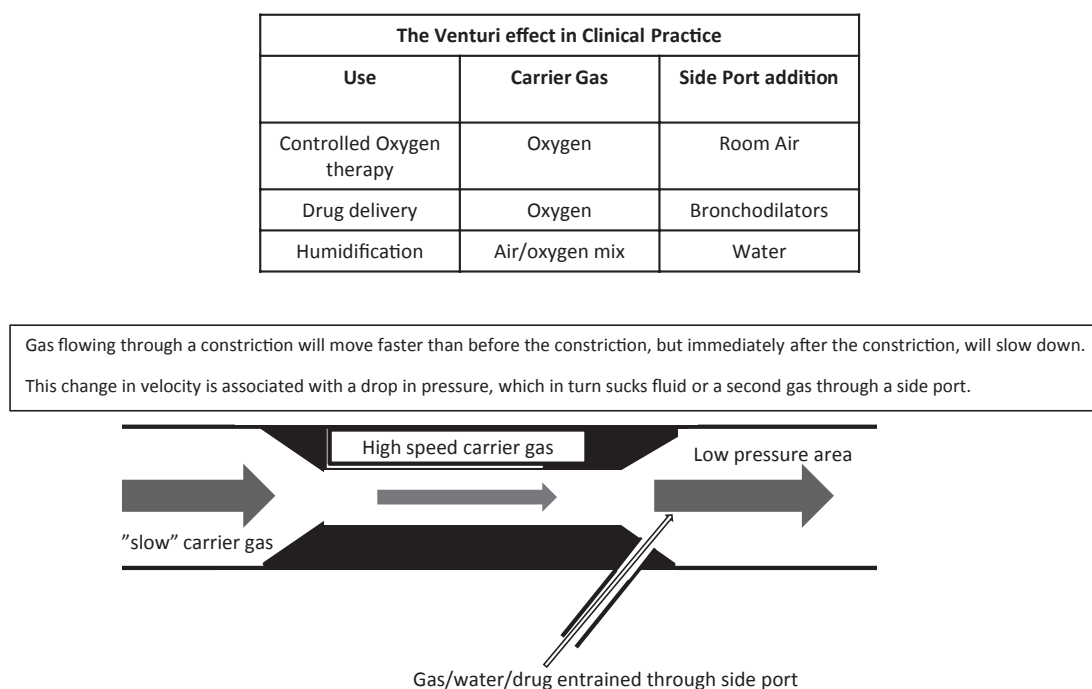 The Venturi effect in Clinical Practice
Use Carrier Gas Side Port addition
Controlled Oxygen therapy Oxygen Room Air
Drug delivery Oxygen Bronchodilators
Humidification Air/oxygen mix Water
Gas flowing through a constriction will move faster than before the constriction, but immediately after the constriction, will slow down.
This change in velocity is associated with a drop in pressure, which in turn sucks fluid or a second gas through a side port.
High speed carrier gas
Low pressure area
”slow” carrier gas
Gas/water/drug entrained through side port